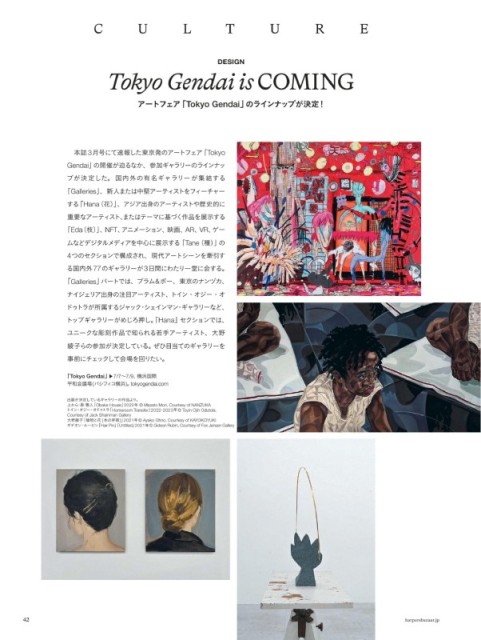 CULTURE
DESIGN
Tokyo Gendai is COMING
アートフェア「Tokyo Gendai」のラインナップが決定！
本誌3月号にて速報した東京発のアートフェア「Tokyo
Gendai」の開催が迫るなか、参加ギャラリーのラインナッ
プが決定した。国内外の有名ギャラリーが集結する
「Galleries」、新人または中堅アーティストをフィーチャー
する「Hana（花）」、アジア出身のアーティストや歴史的に
重要なアーティスト、またはテーマに基づく作品を展示する
「Eda（枝）」、NFT、アニメーション、映画、AR、VR、ゲー
ムなどデジタルメディアを中心に展示する「Tane（種）」の
4つのセクションで構成され、現代アートシーンを牽引す
る国内外77のギャラリーが3日間にわたり一堂に会する。
「Galleries」パートでは、ブラム&ポー、東京のナンヅカ、
ナイジェリア出身の注目アーティスト、トイン・オジー・オ
ドゥトラが所属するジャック・シェインマン・ギャラリーなど、
トップギャラリーがめじろ押し。「Hana」セクションでは、
ユニークな彫刻作品で知られる若手アーティスト、大野
綾子らの参加が決定している。ぜひ目当てのギャラリーを
事前にチェックして会場を回りたい。
「Tokyo Gendai」▶7/7〜7/9、横浜国際
平和会議場（パシフィコ横浜）。tokyogendai.com
Courtesy of Jack Shainman Gallery
42
harpersbazaar.jp